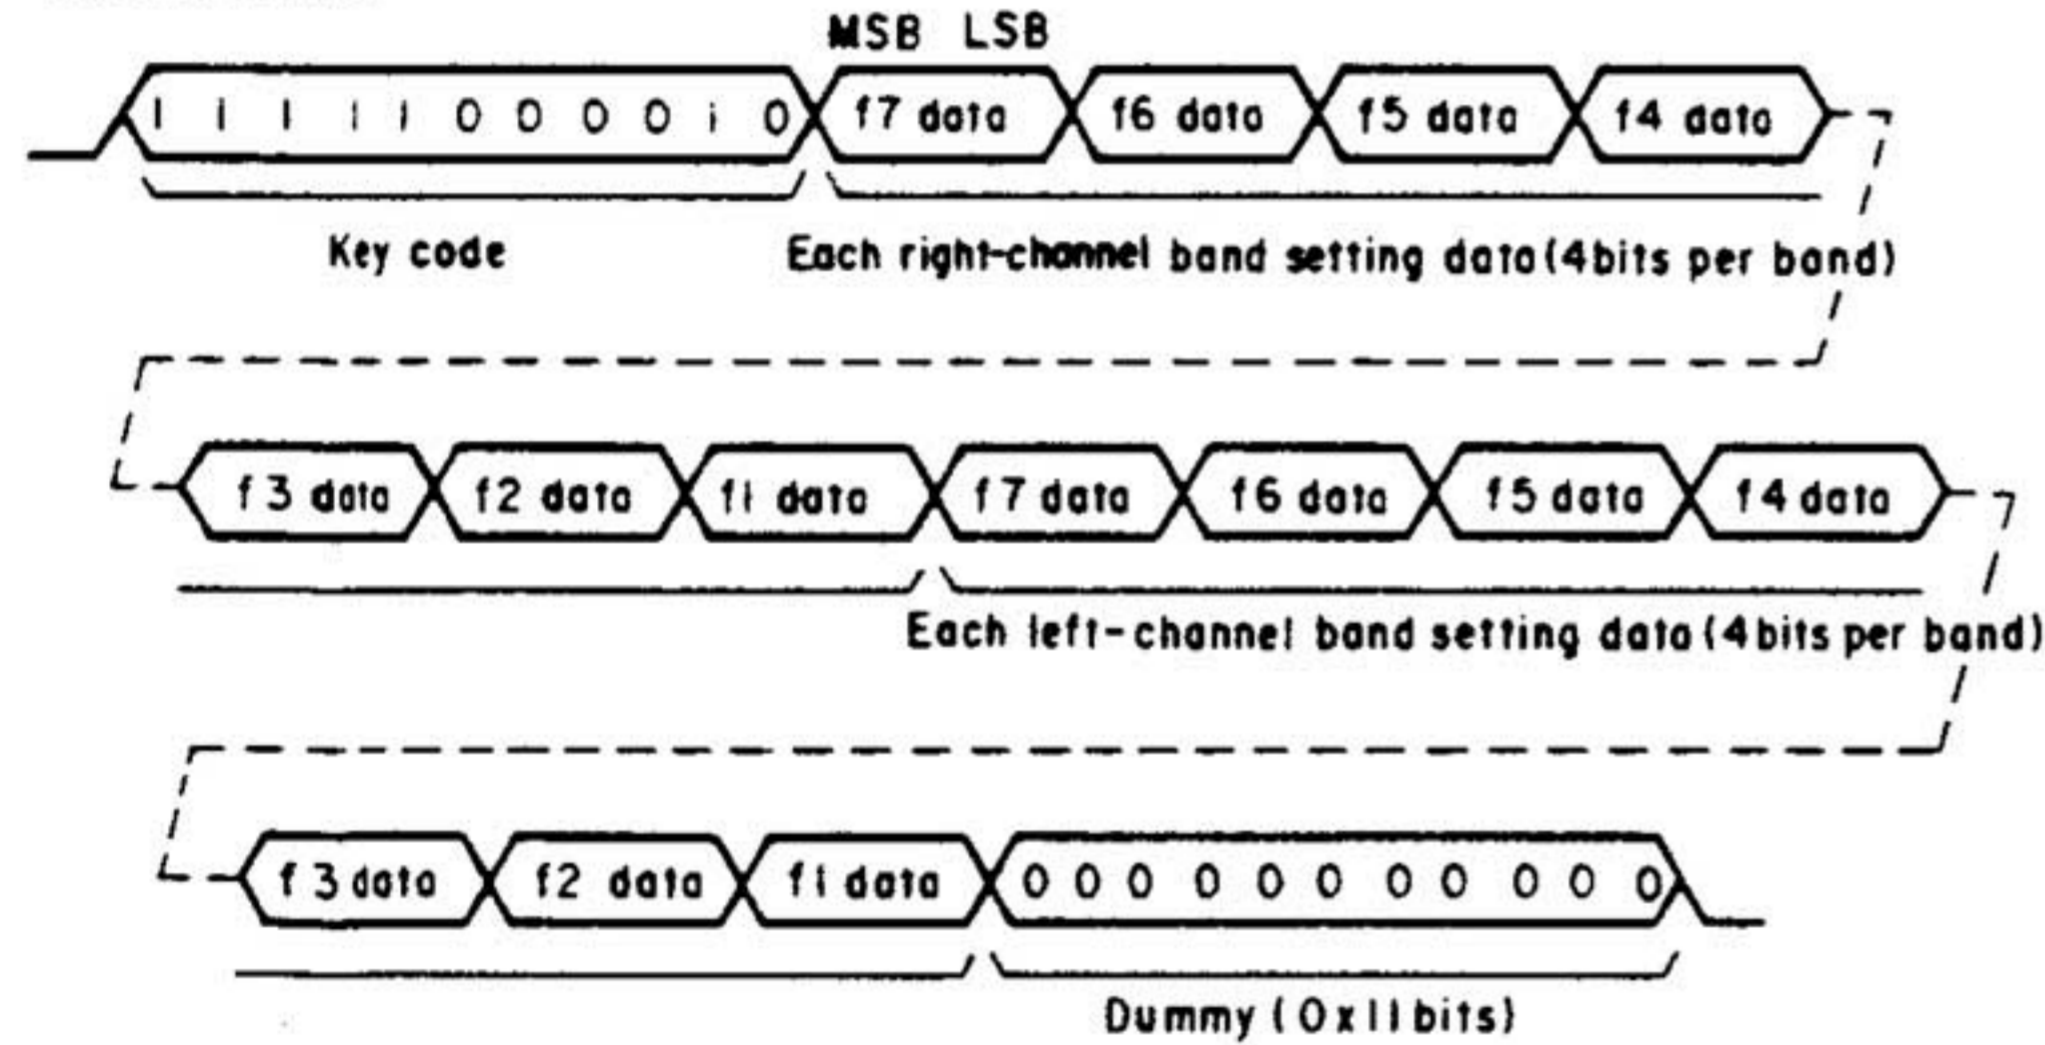 MSB LSB
1 1 1 1 1 0 0 0 0 1 0 f7 data f6 data f5 data f4 data
Key code Each right-channel band setting data (4bits per band)
f3 data f2 data f1 data f7 data f6 data f5 data f4 data
Each left-channel band setting data (4bits per band)
f3 data f2 data f1 data 0 0 0 0 0 0 0 0 0 0 0
Dummy (0x11bits)